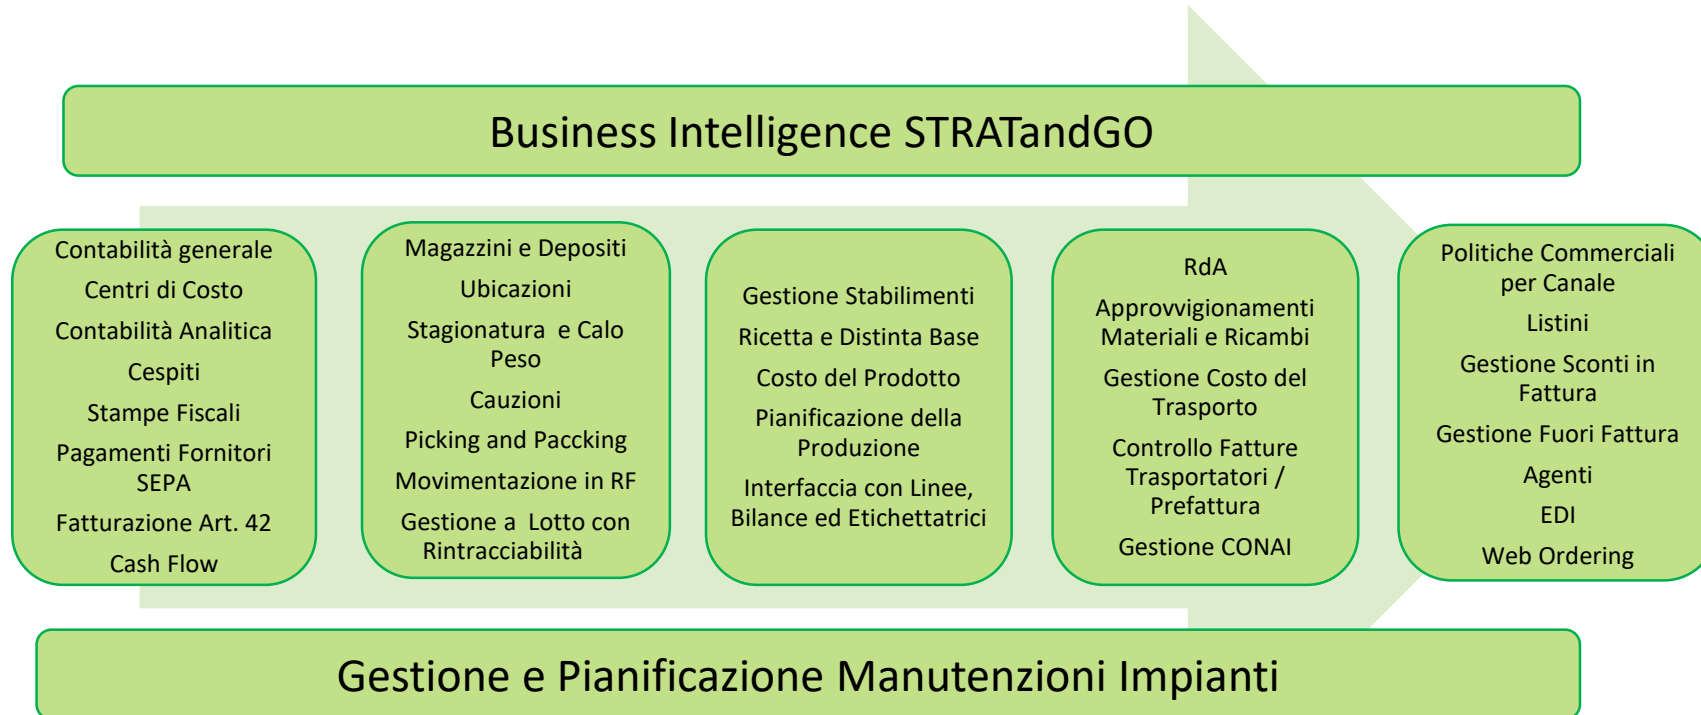 Business Intelligence STRATandGO
Contabilità generale
Centri di Costo
Contabilità Analitica
Cespiti
Stampe Fiscali
Pagamenti Fornitori
SEPA
Fatturazione Art. 42
Cash Flow
Magazzini e Depositi
Ubicazioni
Stagionatura e Calo
Peso
Cauzioni
Picking and Paccking
Movimentazione in RF
Gestione a Lotto con
Rintracciabilità
Gestione Stabilimenti
Ricetta e Distinta Base
Costo del Prodotto
Pianificazione della
Produzione
Interfaccia con Linee,
Bilance ed Etichettatrici
RdA
Approvvigionamenti
Materiali e Ricambi
Gestione Costo del
Trasporto
Controllo Fatture
Trasportatori /
Prefattura
Gestione CONAI
Politiche Commerciali
per Canale
Listini
Gestione Sconti in
Fattura
Gestione Fuori Fattura
Agenti
EDI
Web Ordering
Gestione e Pianificazione Manutenzioni Impianti